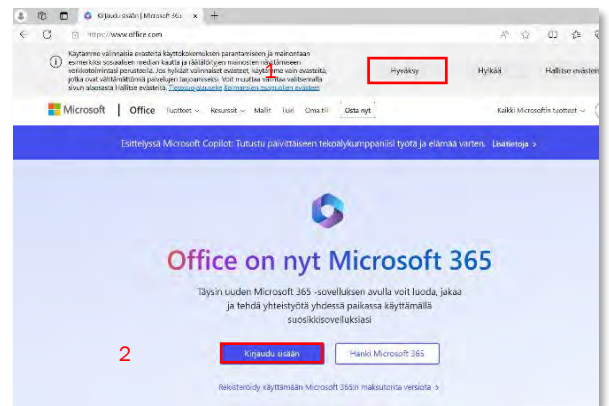 Kirjaudu sisään | Microsoft 365
https://www.office.com
Käytämme valinnaisia evästeitä käyttökokemuksen parantamiseen ja mainontaan
esimerkiksi sosiaalisen median kautta ja räätälöityjen mainosten näyttämiseen
verkkotoimintasi perusteella. Jos hylkäät valinnaiset evästeet, käytämme vain evästeitä,
jotka ovat välttämättömiä palvelujen tarjoamiseksi. Voit muuttaa valintaa valitsemalla
sivun alaosasta Hallitse evästeitä. Tietosuojalauseke Kolmansien osapuolien evästeet
1
Hyväksy
Hylkää
Hallitse evästeitä
Microsoft | Office Tuotteet Resurssit Mallit Tuki Oma tili Osta nyt
Kaikki Microsoftin tuotteet
Esittelyssä Microsoft Copilot: Tutustu päivittäiseen tekoälykumppaniisi työtä ja elämää varten. Lisätietoja >
Office on nyt Microsoft 365
Täysin uuden Microsoft 365 -sovelluksen avulla voit luoda, jakaa
ja tehdä yhteistyötä yhdessä paikassa käyttämällä
suosikkisovelluksiasi
2
Kirjaudu sisään
Hanki Microsoft 365
Rekisteröidy käyttämään Microsoft 365:n maksutonta versiota >